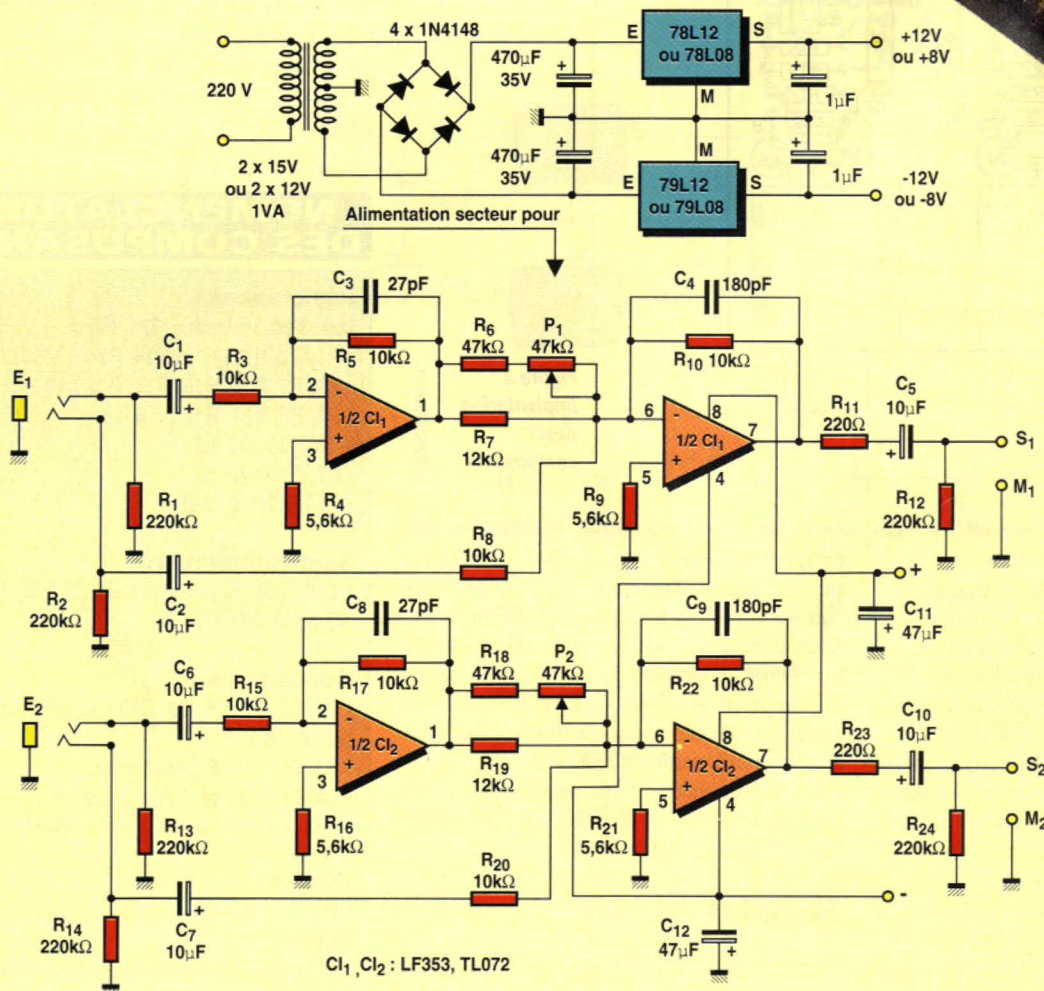 4 x 1N4148
220 V
2 x 15V
ou 2 x 12V
1VA
470µF
35V
470µF
35V
E
78L12
ou 78L08
S
M
M
E
79L12
ou 79L08
S
1µF
1µF
+12V
ou +8V
-12V
ou -8V
Alimentation secteur pour
E1
C1
10µF
R3
10kΩ
C3
27pF
R5
10kΩ
2
-
1/2 CI1
+
3
1
R6
47kΩ
P1
47kΩ
R7
12kΩ
C4
180pF
R10
10kΩ
6
-
8
1/2 CI1
7
+
5
4
R11
220Ω
C5
10µF
+
S1
M1
R1
220kΩ
R4
5,6kΩ
R9
5,6kΩ
R12
220kΩ
R8
10kΩ
R2
220kΩ
C2
10µF
+
C11
47µF
E2
C6
10µF
R15
10kΩ
C8
27pF
R17
10kΩ
2
-
1/2 CI2
+
3
1
R18
47kΩ
P2
47kΩ
R19
12kΩ
C9
180pF
R22
10kΩ
6
-
8
1/2 CI2
7
+
5
4
R23
220Ω
C10
10µF
+
S2
M2
R13
220kΩ
R16
5,6kΩ
R21
5,6kΩ
R24
220kΩ
R20
10kΩ
R14
220kΩ
C7
10µF
-
C12
47µF
CI1 ,CI2 : LF353, TL072